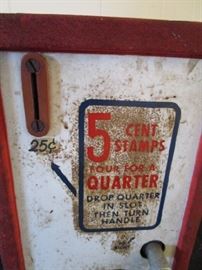 25¢
5 CENT
STAMPS
FOUR FOR A
QUARTER
DROP QUARTER
IN SLOT
THEN TURN
HANDLE